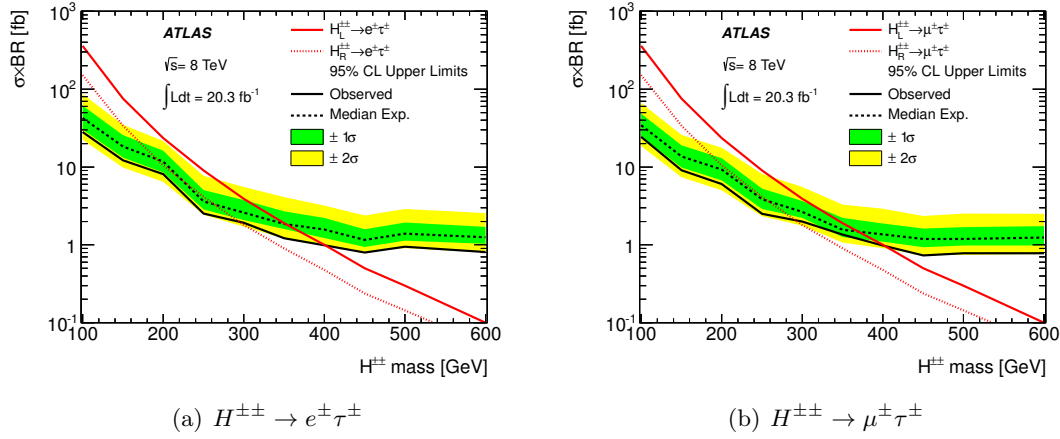 σ×BR [fb]
10³
10²
10
1
10⁻¹
ATLAS
√s= 8 TeV
∫Ldt = 20.3 fb⁻¹
H_L^±±→e^±τ^±
H_R^±±→e^±τ^±
95% CL Upper Limits
Observed
Median Exp.
± 1σ
± 2σ
100 200 300 400 500 600
H^±± mass [GeV]
(a) H^±± → e^±τ^±
σ×BR [fb]
10³
10²
10
1
10⁻¹
ATLAS
√s= 8 TeV
∫Ldt = 20.3 fb⁻¹
H_L^±±→μ^±τ^±
H_R^±±→μ^±τ^±
95% CL Upper Limits
Observed
Median Exp.
± 1σ
± 2σ
100 200 300 400 500 600
H^±± mass [GeV]
(b) H^±± → μ^±τ^±